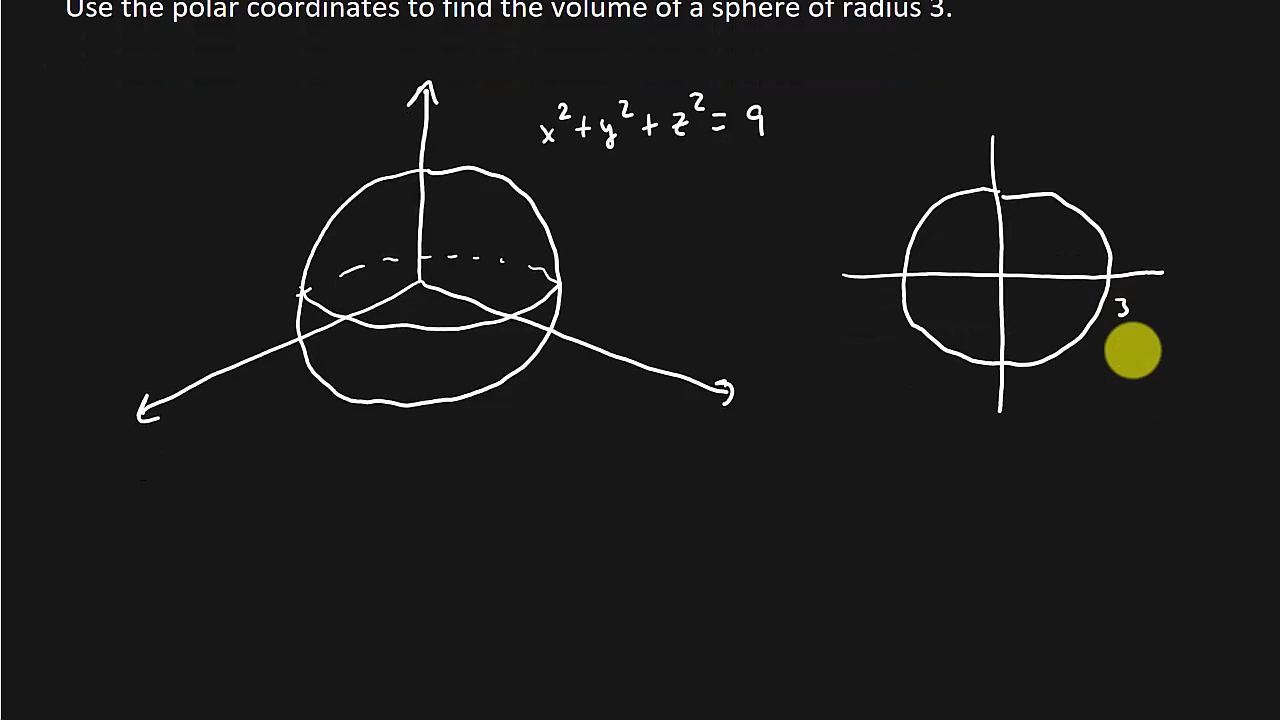 Use the polar coordinates to find the volume of a sphere of radius 3.
x² + y² + z² = 9
3